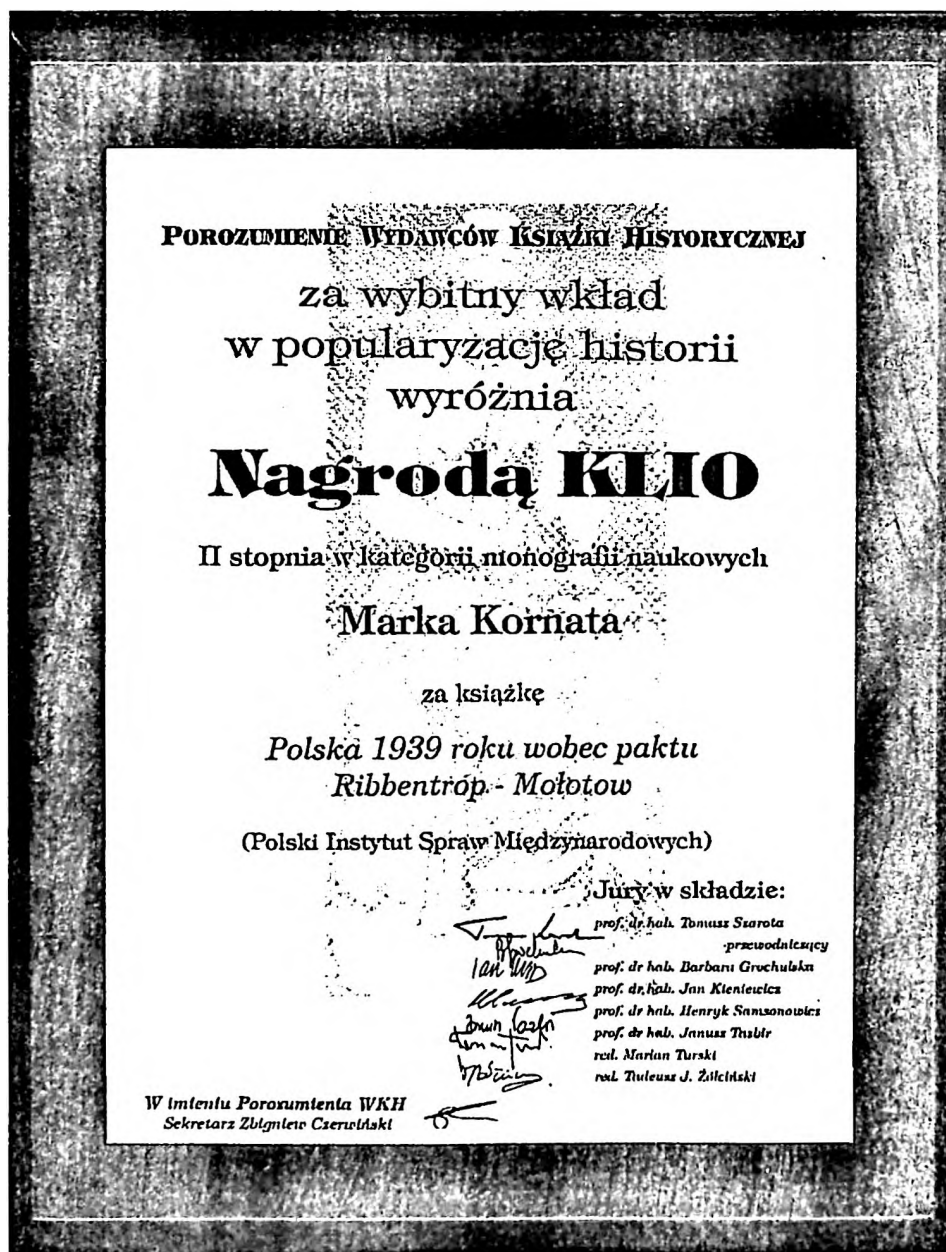 POROZUMIENIE WYDAWCÓW KSIĄŻKI HISTORYCZNEJ
za wybitny wkład
w popularyzację historii
wyróżnia
Nagrodą KLIO
II stopnia w kategorii monografii naukowych
Marka Kornata
za książkę
Polska 1939 roku wobec paktu
Ribbentrop - Mołotow
(Polski Instytut Spraw Międzynarodowych)
Jury w składzie:
prof. dr hab. Tomasz Szarota
-przewodniczący
prof. dr hab. Barbara Grochulska
prof. dr hab. Jan Kieniewicz
prof. dr hab. Henryk Samsonowicz
prof. dr hab. Janusz Tazbir
red. Marian Turski
red. Tadeusz J. Żółciński
W imieniu Porozumienia WKH
Sekretarz Zbigniew Czerwiński